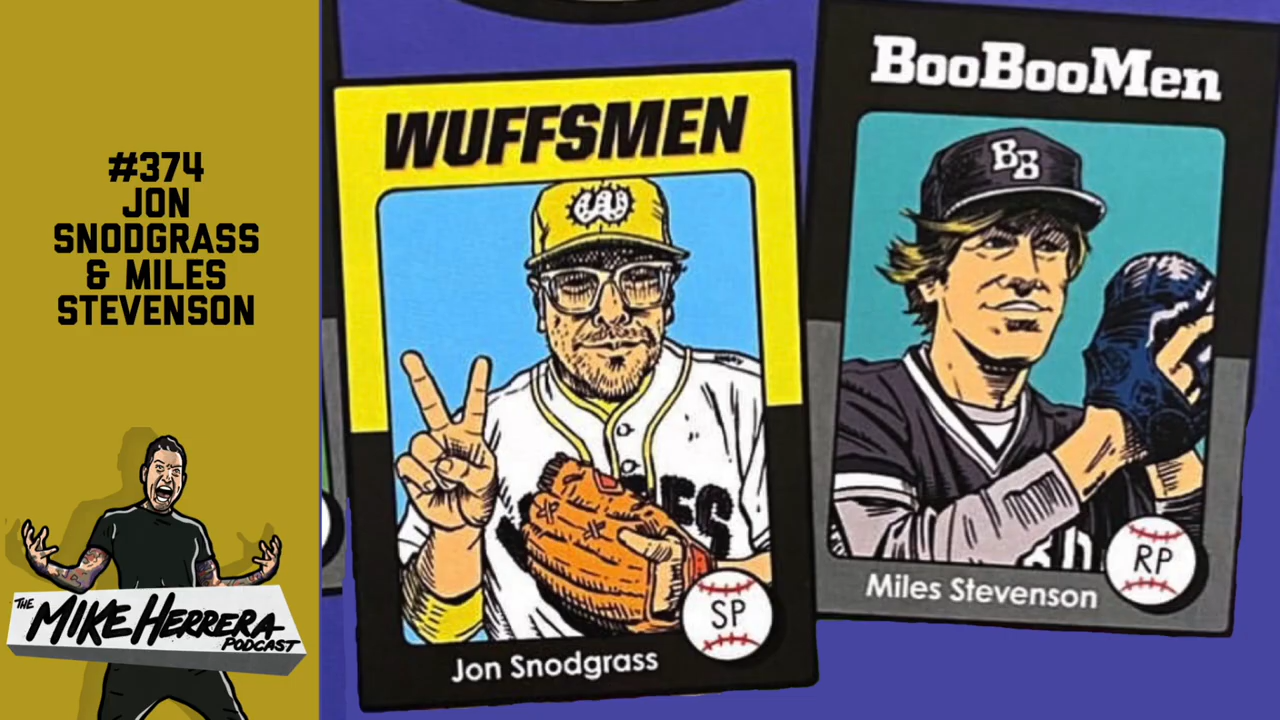 #374
JON
SNODGRASS
& MILES
STEVENSON
THE
MIKE HERRERA
PODCAST
WUFFSMEN
W
SP
Jon Snodgrass
BooBooMen
BB
RP
Miles Stevenson